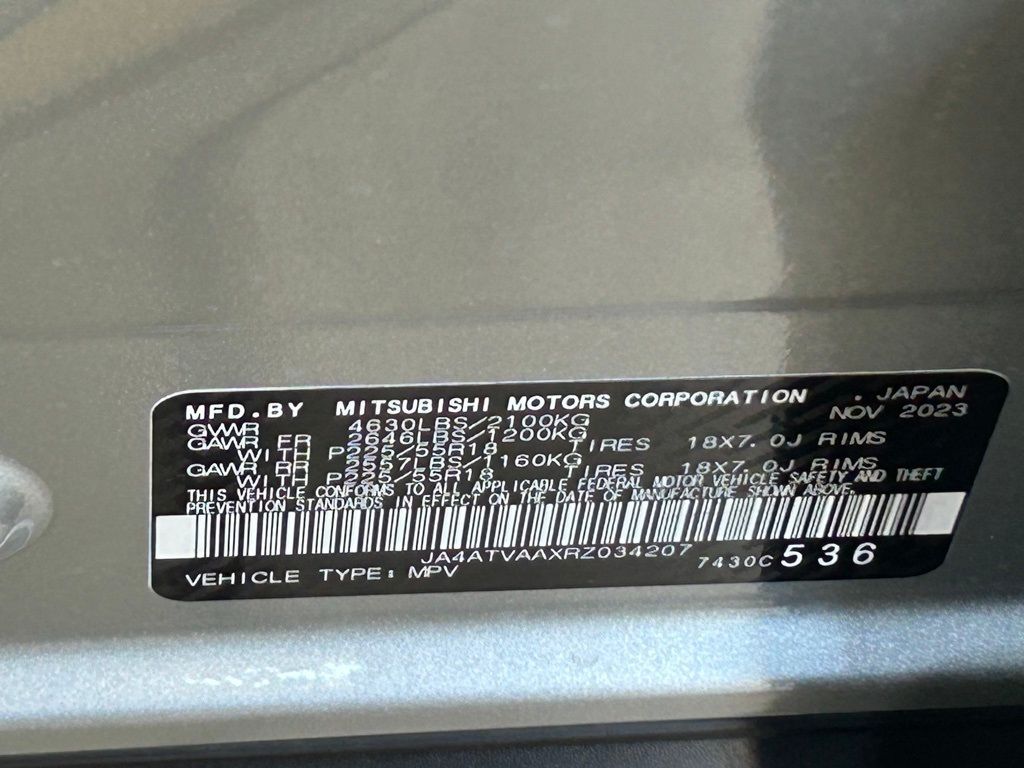 MFD.BY MITSUBISHI MOTORS CORPORATION . JAPAN
GVWR 4630LBS/2100KG NOV 2023
GAWR FR 2646LBS/1200KG
WITH P225/55R18 TIRES 18X7.0J RIMS
GAWR RR 2557LBS/1160KG
WITH P225/55R18 TIRES 18X7.0J RIMS
THIS VEHICLE CONFORMS TO ALL APPLICABLE FEDERAL MOTOR VEHICLE SAFETY AND THEFT
PREVENTION STANDARDS IN EFFECT ON THE DATE OF MANUFACTURE SHOWN ABOVE.
JA4ATVAAXRZ034207
VEHICLE TYPE: MPV 7430C 536